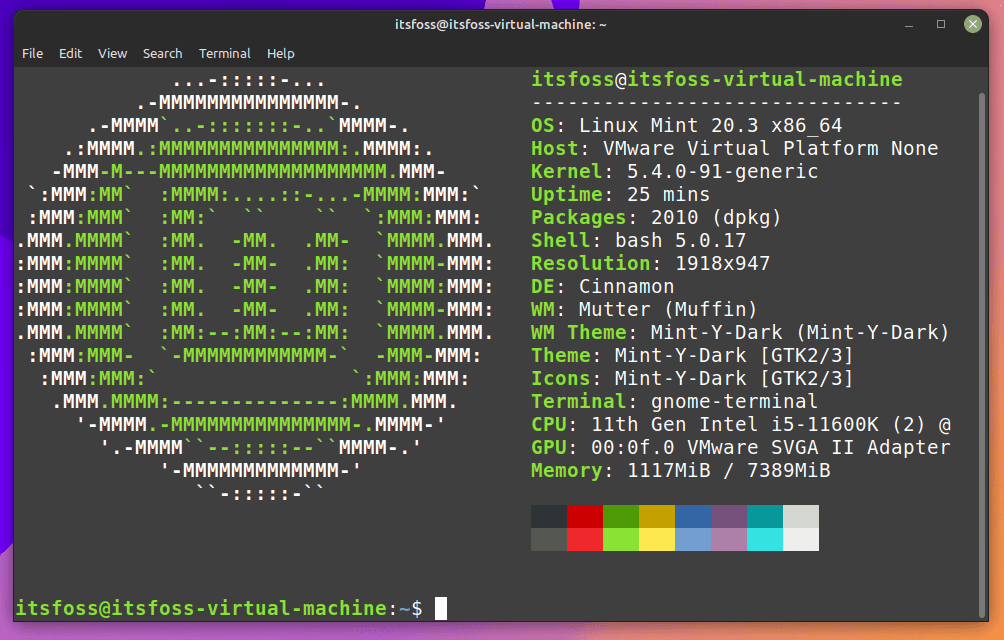 itsfoss@itsfoss-virtual-machine: ~
File Edit View Search Terminal Help
             ...-:::::-...
          .-MMMMMMMMMMMMMMM-.
      .-MMMM`..-:::::::-..`MMMM-.
    .:MMMM.:MMMMMMMMMMMMMMM:.MMMM:.
   -MMM-M---MMMMMMMMMMMMMMMMMMM.MMM-
 `:MMM:MM`  :MMMM:....::-...-MMMM:MMM:`
 :MMM:MMM`  :MM:`  ``    ``  `:MMM:MMM:
.MMM.MMMM`  :MM.  -MM.  .MM-  `MMMM.MMM.
:MMM:MMMM`  :MM.  -MM-  .MM:  `MMMM-MMM:
:MMM:MMMM`  :MM.  -MM-  .MM:  `MMMM:MMM:
:MMM:MMMM`  :MM.  -MM-  .MM:  `MMMM-MMM:
.MMM.MMMM`  :MM:--:MM:--:MM:  `MMMM.MMM.
 :MMM:MMM-  `-MMMMMMMMMMMM-`  -MMM-MMM:
  :MMM:MMM:`                `:MMM:MMM:
   .MMM.MMMM:--------------:MMMM.MMM.
     '-MMMM.-MMMMMMMMMMMMMMM-.MMMM-'
       '.-MMMM``--:::::--``MMMM-.'
            '-MMMMMMMMMMMMM-'
               ``-:::::-``
itsfoss@itsfoss-virtual-machine
-------------------------------
OS: Linux Mint 20.3 x86_64
Host: VMware Virtual Platform None
Kernel: 5.4.0-91-generic
Uptime: 25 mins
Packages: 2010 (dpkg)
Shell: bash 5.0.17
Resolution: 1918x947
DE: Cinnamon
WM: Mutter (Muffin)
WM Theme: Mint-Y-Dark (Mint-Y-Dark)
Theme: Mint-Y-Dark [GTK2/3]
Icons: Mint-Y-Dark [GTK2/3]
Terminal: gnome-terminal
CPU: 11th Gen Intel i5-11600K (2) @
GPU: 00:0f.0 VMware SVGA II Adapter
Memory: 1117MiB / 7389MiB
itsfoss@itsfoss-virtual-machine:~$